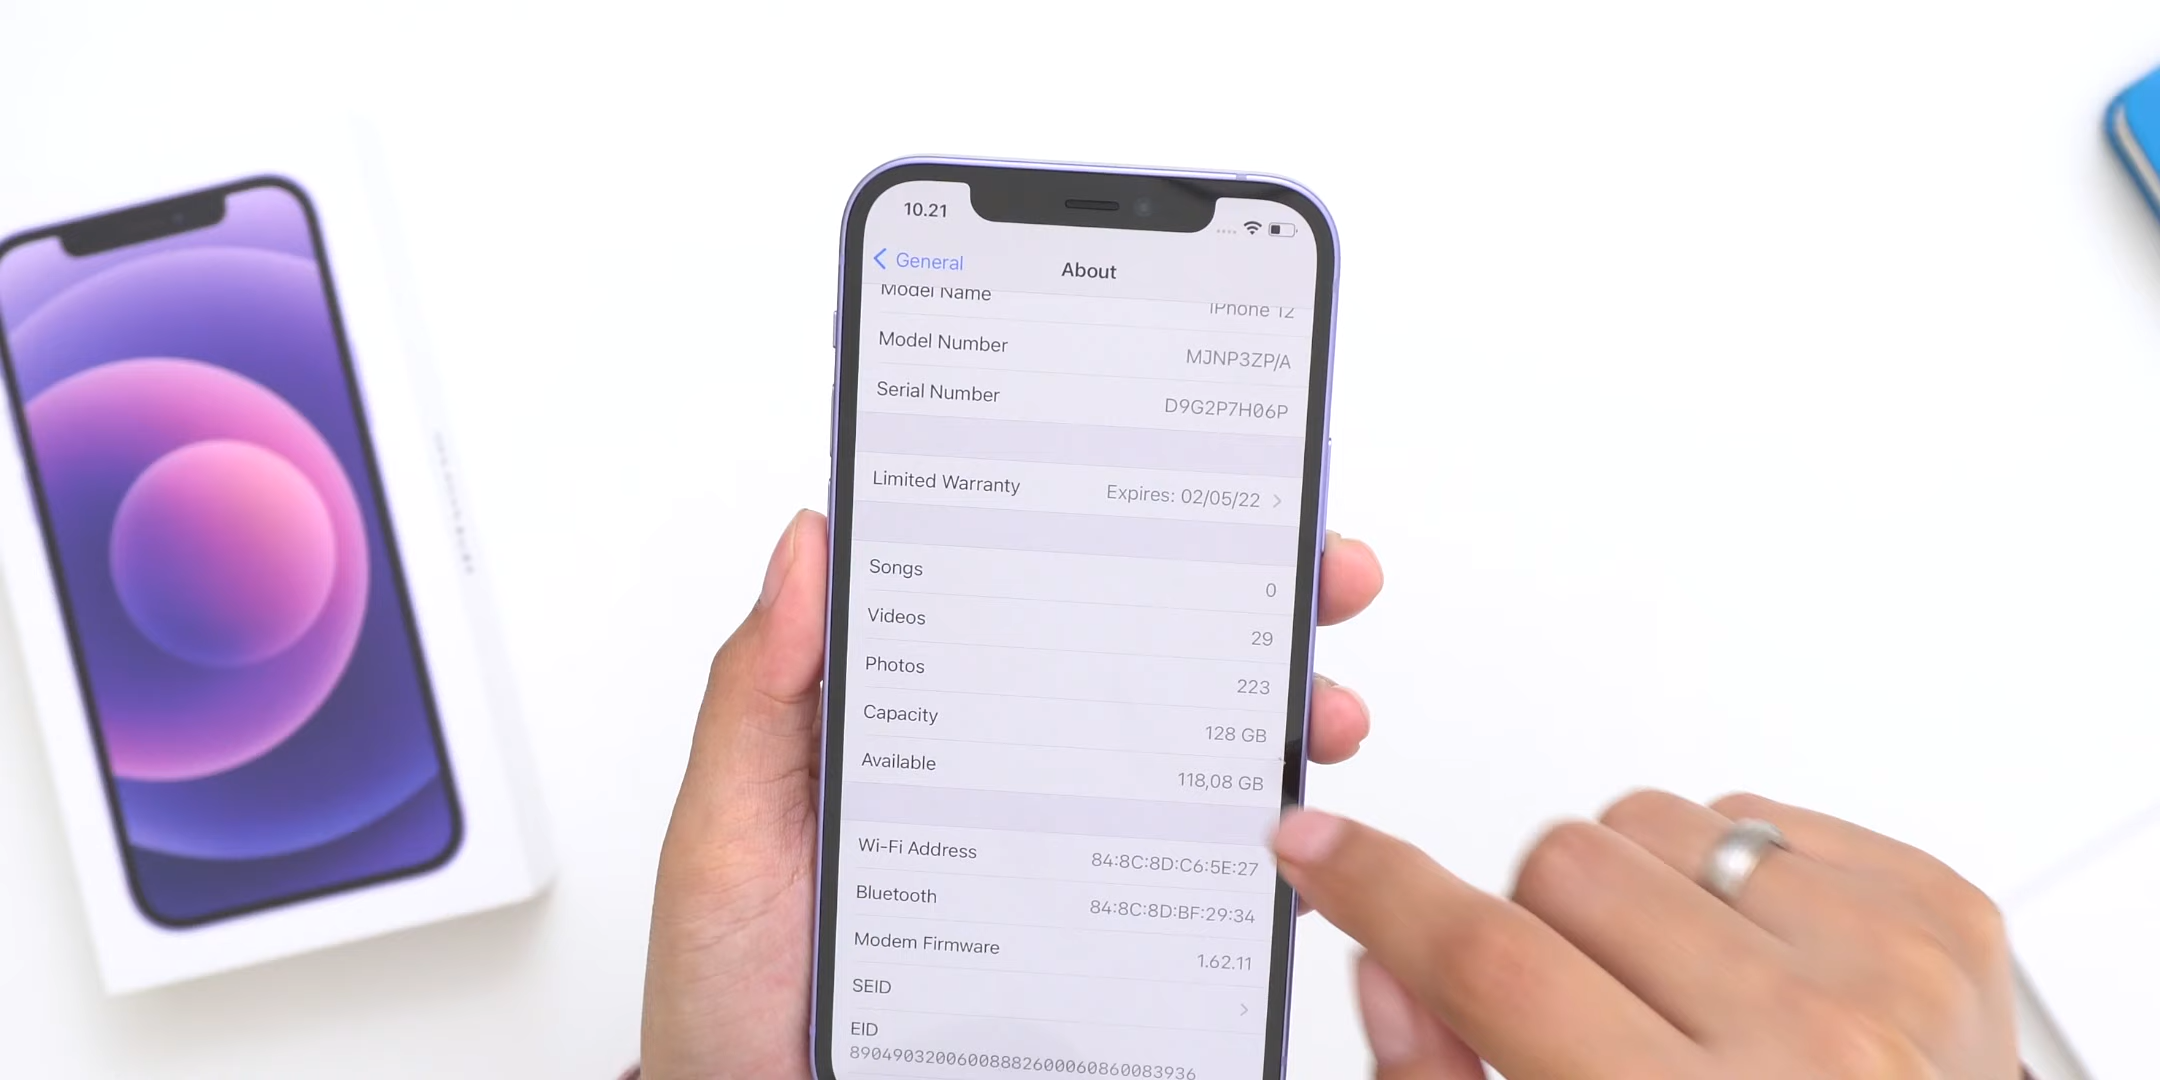 10.21
General
About
Model Name iPhone 12
Model Number MJNP3ZP/A
Serial Number D9G2P7H06P
Limited Warranty Expires: 02/05/22
Songs 0
Videos 29
Photos 223
Capacity 128 GB
Available 118,08 GB
Wi-Fi Address 84:8C:8D:C6:5E:27
Bluetooth 84:8C:8D:BF:29:34
Modem Firmware 1.62.11
SEID
EID
89049032006008882600060860083936